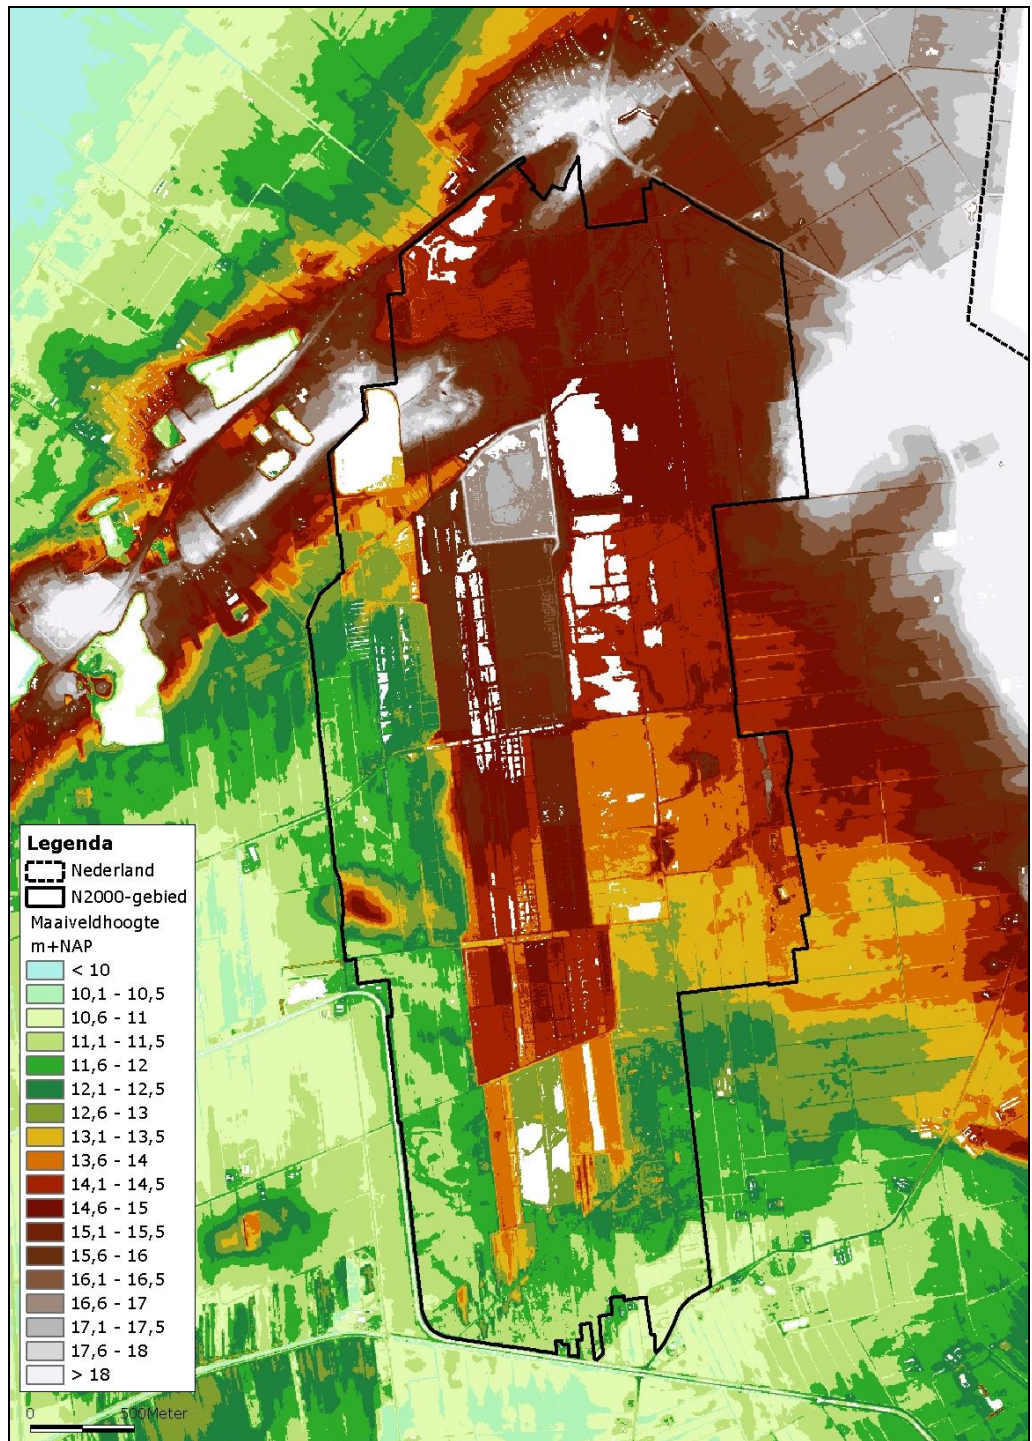 Legenda
Nederland
N2000-gebied
Maaiveldhoogte
m+NAP
< 10
10,1 - 10,5
10,6 - 11
11,1 - 11,5
11,6 - 12
12,1 - 12,5
12,6 - 13
13,1 - 13,5
13,6 - 14
14,1 - 14,5
14,6 - 15
15,1 - 15,5
15,6 - 16
16,1 - 16,5
16,6 - 17
17,1 - 17,5
17,6 - 18
> 18
0 500Meter